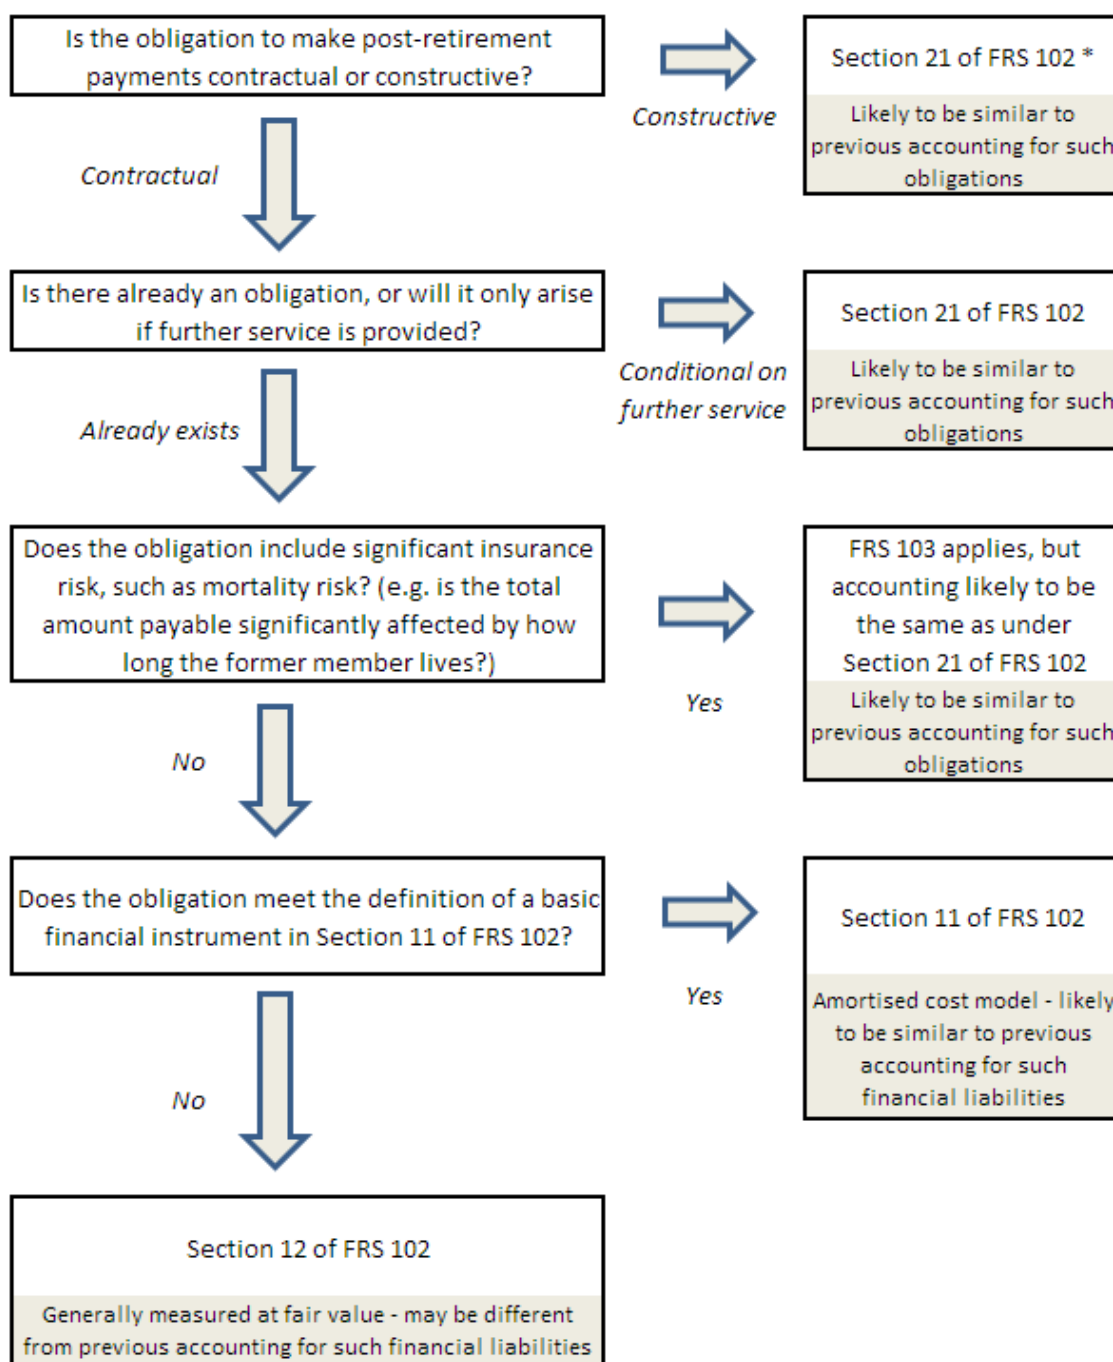 Is the obligation to make post-retirement
payments contractual or constructive?
Constructive
Section 21 of FRS 102 *
Likely to be similar to
previous accounting for such
obligations
Contractual
Is there already an obligation, or will it only arise
if further service is provided?
Conditional on
further service
Section 21 of FRS 102
Likely to be similar to
previous accounting for such
obligations
Already exists
Does the obligation include significant insurance
risk, such as mortality risk? (e.g. is the total
amount payable significantly affected by how
long the former member lives?)
Yes
FRS 103 applies, but
accounting likely to be
the same as under
Section 21 of FRS 102
Likely to be similar to
previous accounting for such
obligations
No
Does the obligation meet the definition of a basic
financial instrument in Section 11 of FRS 102?
Yes
Section 11 of FRS 102
Amortised cost model - likely
to be similar to previous
accounting for such
financial liabilities
No
Section 12 of FRS 102
Generally measured at fair value - may be different
from previous accounting for such financial liabilities